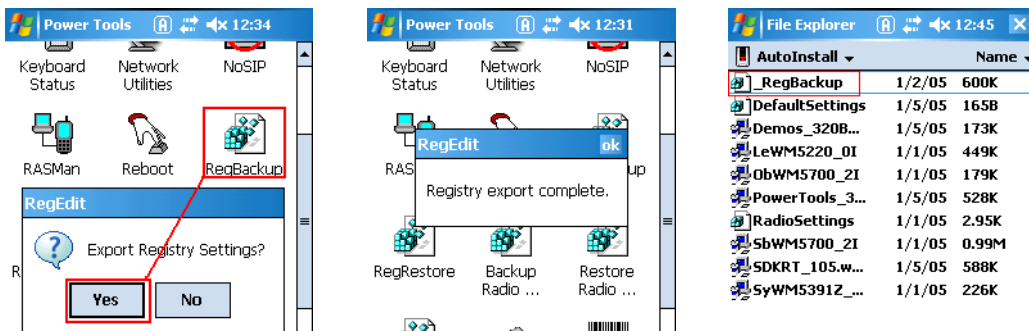 Power Tools A 12:34
Keyboard Status
Network Utilities
NoSIP
RASMan
Reboot
RegBackup
RegEdit
Export Registry Settings?
R
Yes
No
Power Tools A 12:31
Keyboard Status
Network Utilities
NoSIP
RAS
up
RegEdit
ok
Registry export complete.
RegRestore
Backup Radio ...
Restore Radio ...
File Explorer A 12:45
AutoInstall Name
_RegBackup 1/2/05 600K
DefaultSettings 1/5/05 165B
Demos_320B... 1/5/05 173K
LeWM5220_0I 1/1/05 449K
ObWM5700_2I 1/1/05 179K
PowerTools_3... 1/5/05 528K
RadioSettings 1/1/05 2.95K
SbWM5700_2I 1/1/05 0.99M
SDKRT_105.w... 1/5/05 588K
SyWM5391Z_... 1/1/05 226K